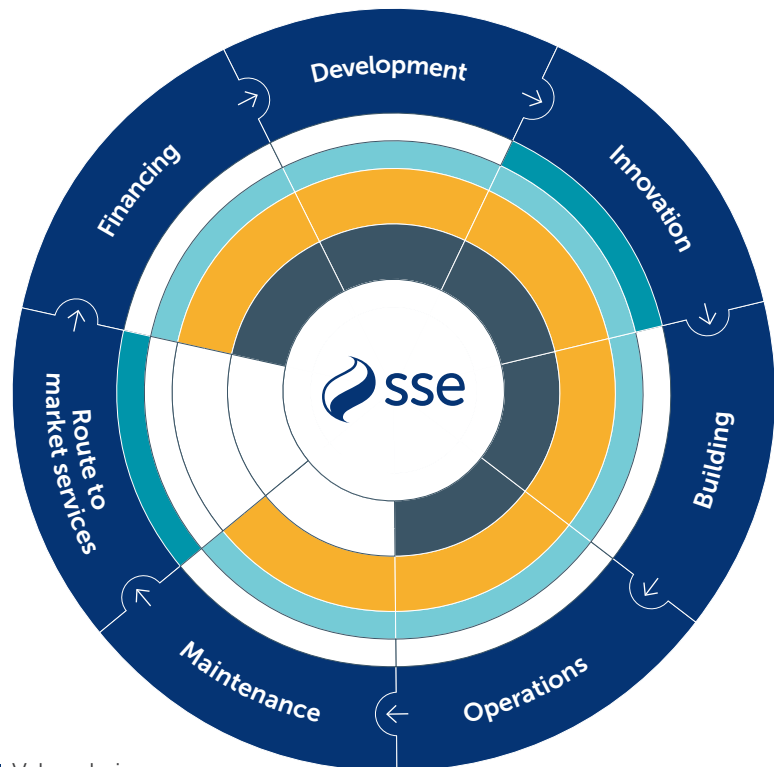 Development
Innovation
Building
Operations
Maintenance
Route to
market services
Financing
sse